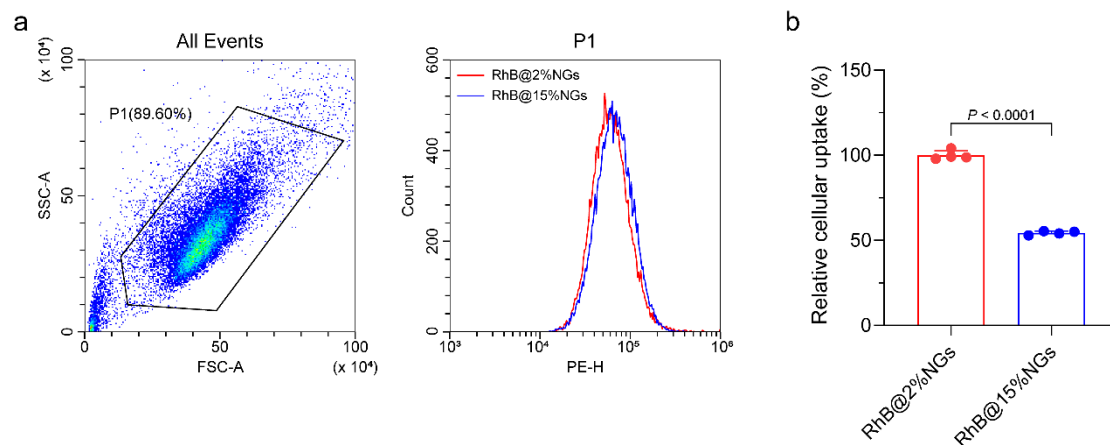 a
All Events
(x 10⁴)
100
50
0
SSC-A
P1(89.60%)
0
50
100
FSC-A
(x 10⁴)
P1
600
400
200
0
Count
RhB@2%NGs
RhB@15%NGs
10³
10⁴
10⁵
10⁶
PE-H
b
Relative cellular uptake (%)
150
100
50
0
P < 0.0001
RhB@2%NGs
RhB@15%NGs